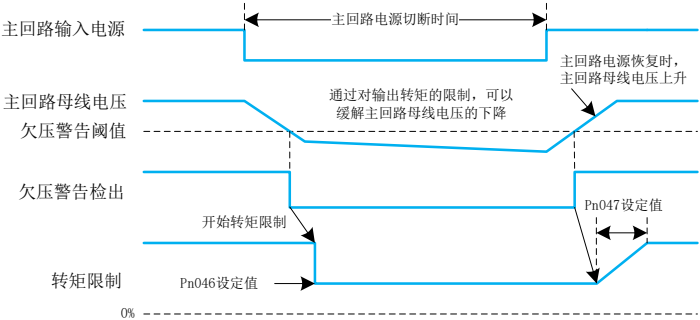 主回路输入电源
主回路电源切断时间
主回路电源恢复时，
主回路母线电压上升
主回路母线电压
通过对输出转矩的限制，可以
缓解主回路母线电压的下降
欠压警告阈值
欠压警告检出
Pn047设定值
开始转矩限制
转矩限制
Pn046设定值
0%